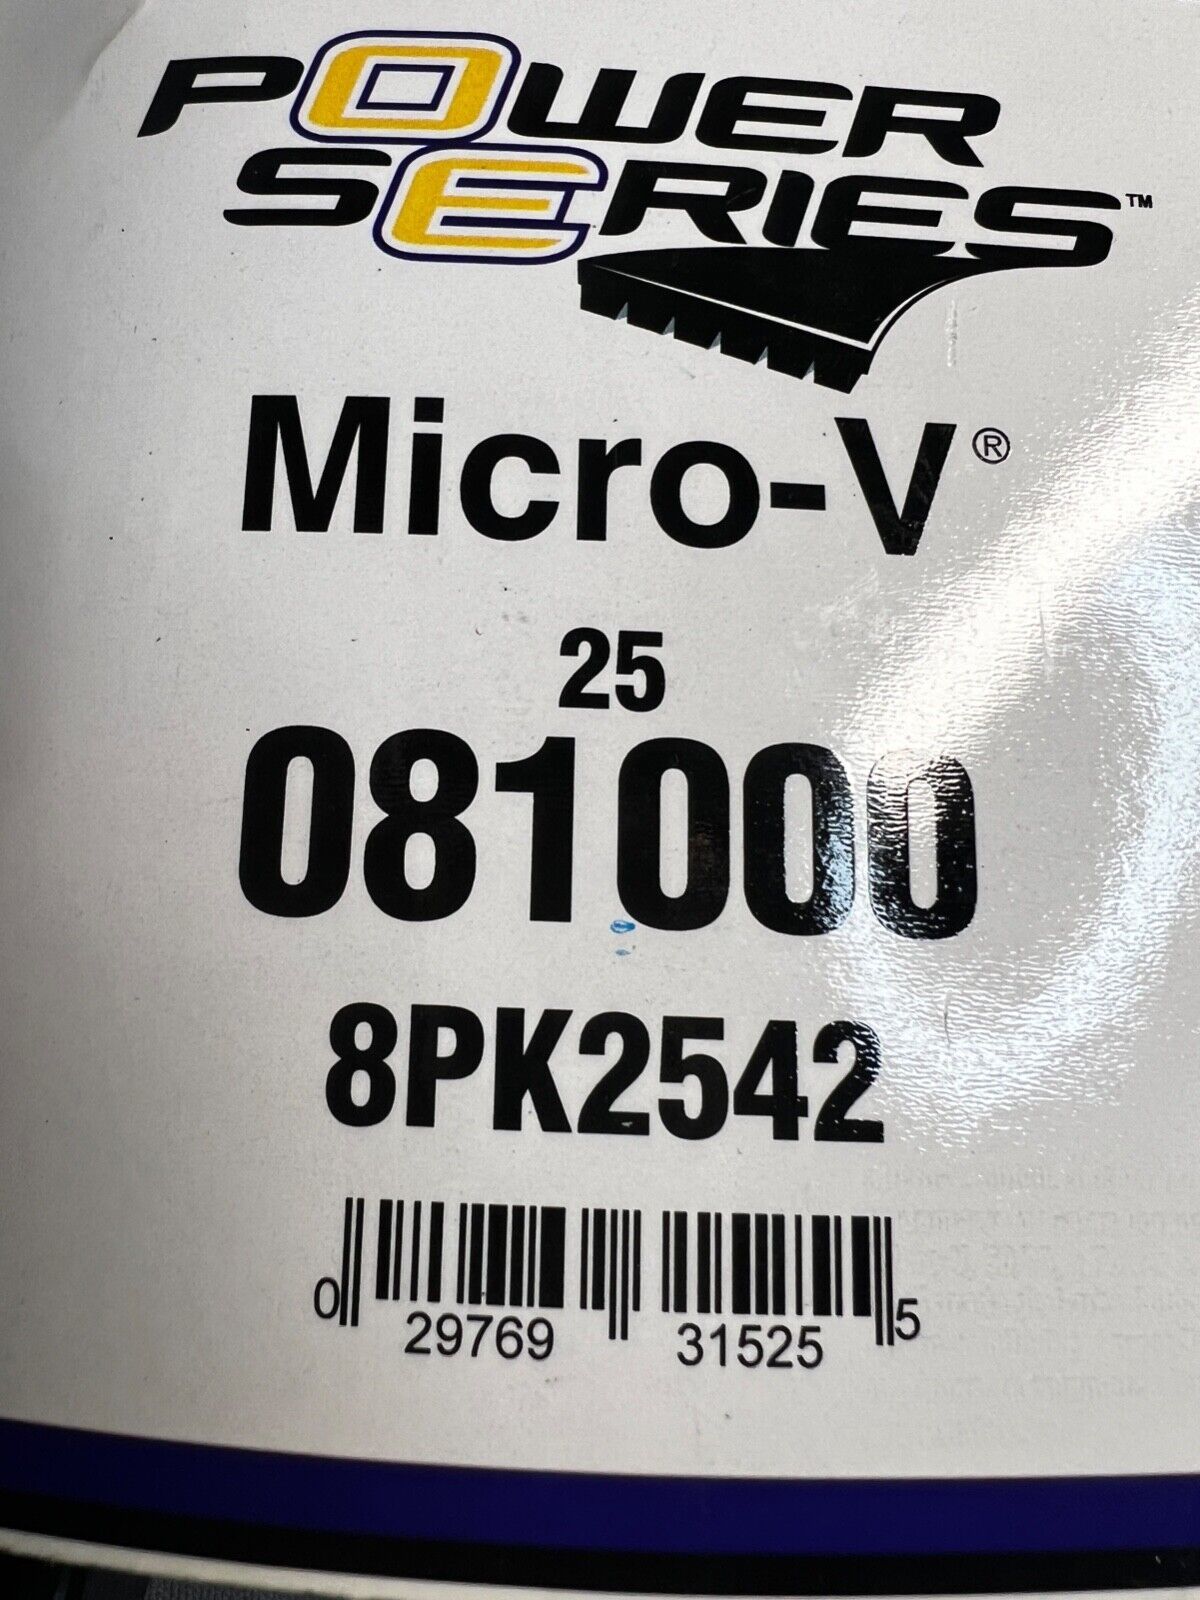 POWER
SERIES™
Micro-V®
25
081000
8PK2542
0 29769 31525 5